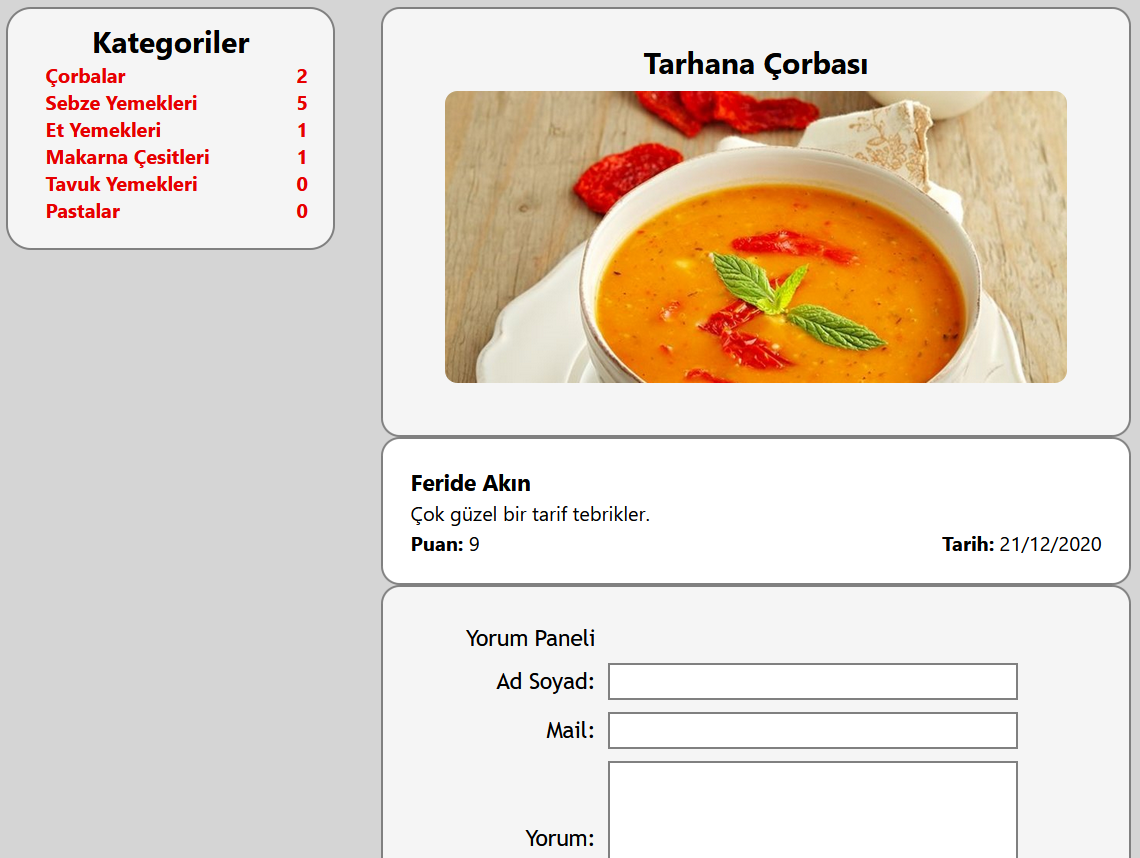 Kategoriler
Çorbalar 2
Sebze Yemekleri 5
Et Yemekleri 1
Makarna Çesitleri 1
Tavuk Yemekleri 0
Pastalar 0
Tarhana Çorbası
Feride Akın
Çok güzel bir tarif tebrikler.
Puan: 9 Tarih: 21/12/2020
Yorum Paneli
Ad Soyad:
Mail:
Yorum: